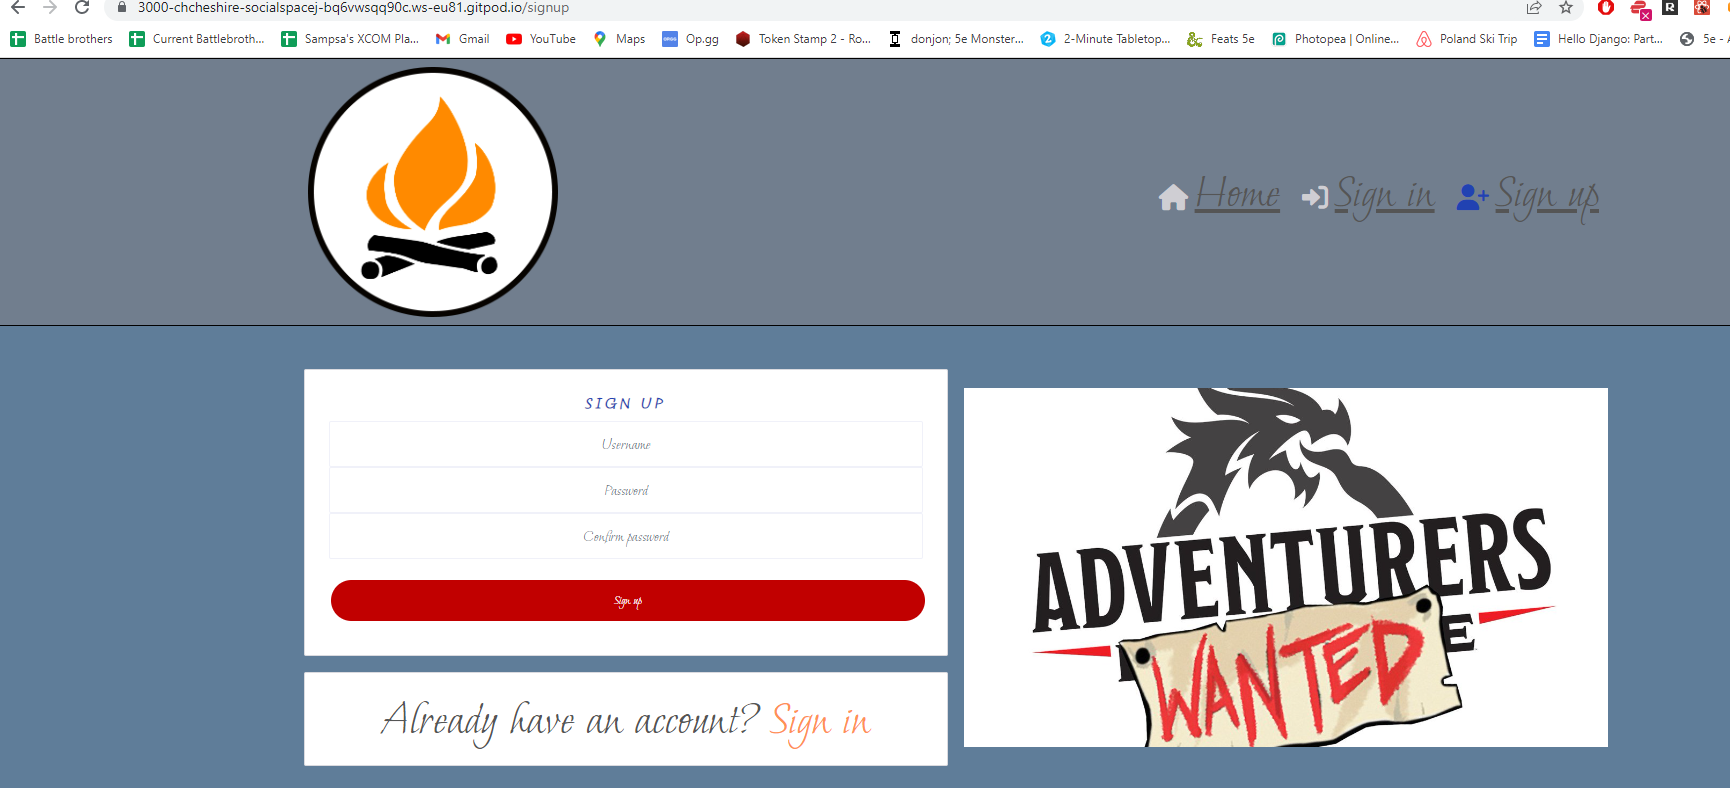 3000-chcheshire-socialspacej-bq6vwsqq90c.ws-eu81.gitpod.io/signup
Battle brothers Current Battlebroth... Sampsa's XCOM Pla... Gmail YouTube Maps Op.gg Token Stamp 2 - Ro... donjon; 5e Monster... 2-Minute Tabletop... Feats 5e Photopea | Online... Poland Ski Trip Hello Django: Part... 5e - A
Home Sign in Sign up
SIGN UP
Username
Password
Confirm password
Sign up
Already have an account? Sign in
ADVENTURERS
WANTED